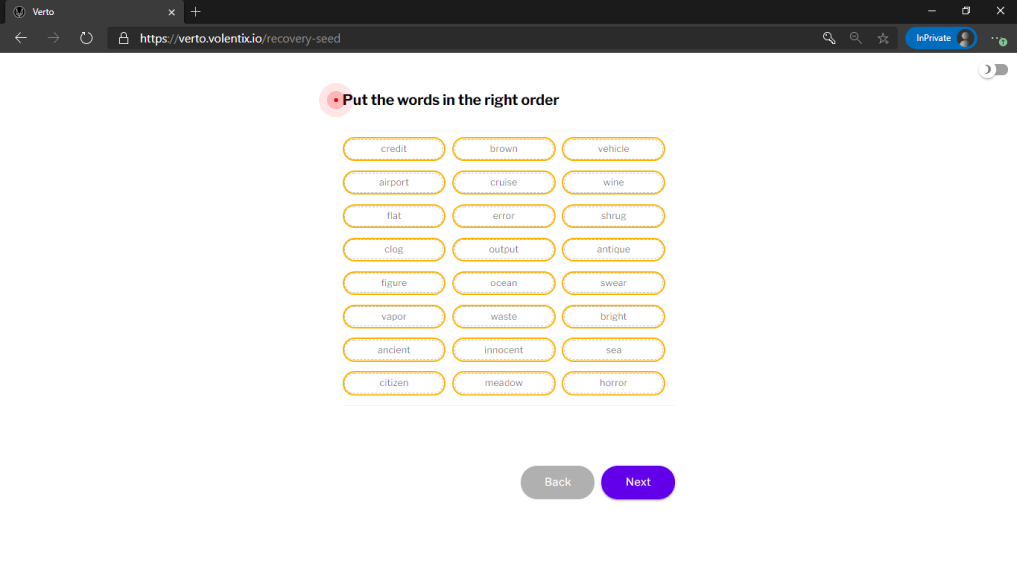 Verto
https://verto.volentix.io/recovery-seed
InPrivate
Put the words in the right order
credit brown vehicle
airport cruise wine
flat error shrug
clog output antique
figure ocean swear
vapor waste bright
ancient innocent sea
citizen meadow horror
Back Next